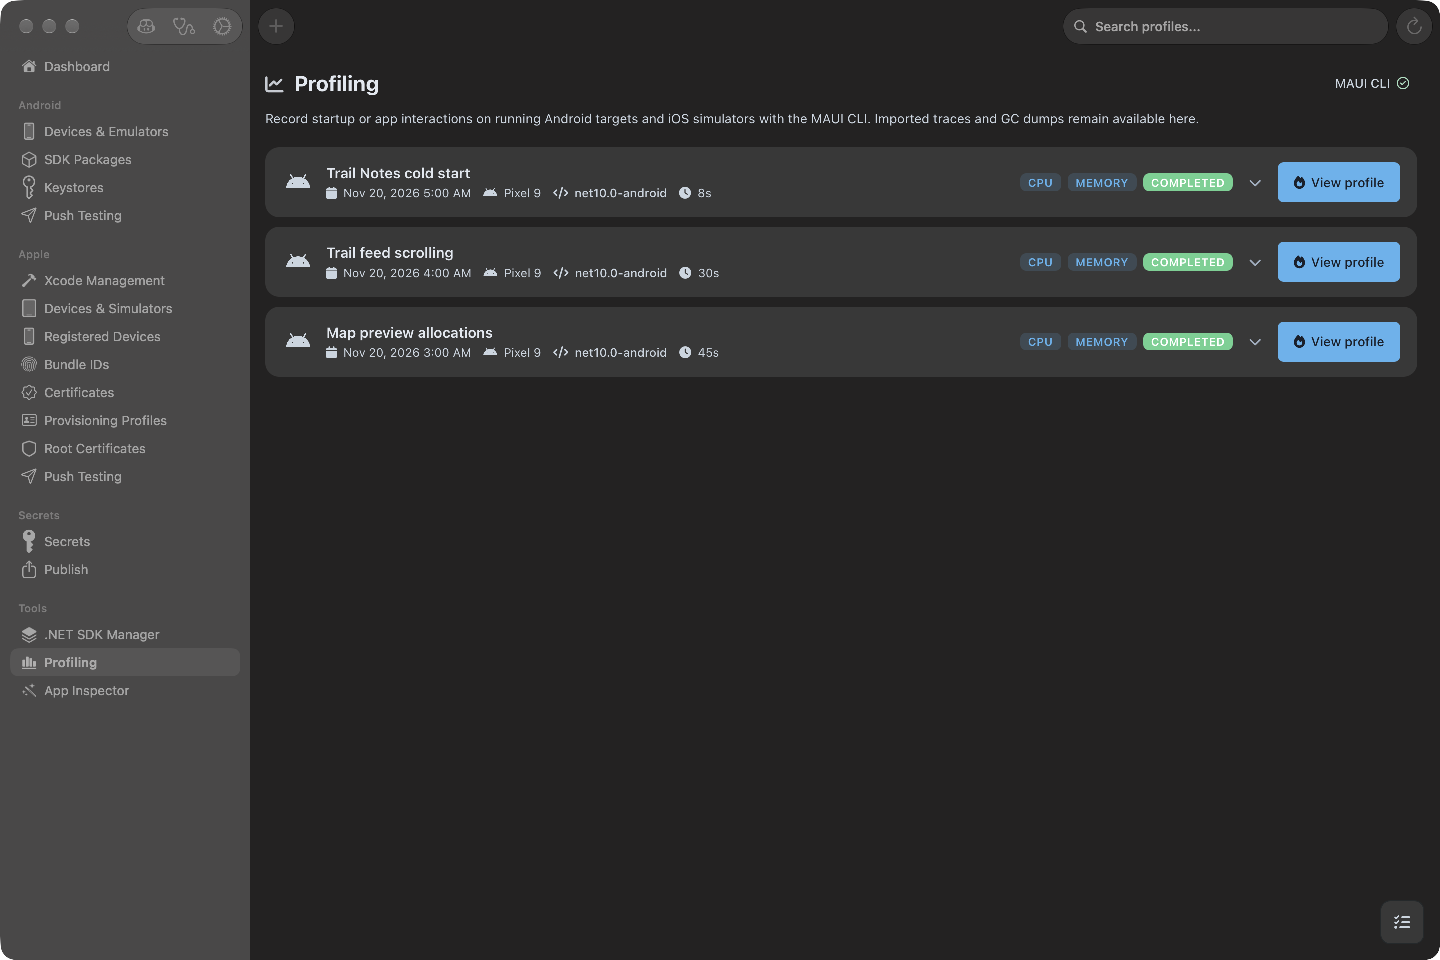 Search profiles...
Dashboard
Android
Devices & Emulators
SDK Packages
Keystores
Push Testing
Apple
Xcode Management
Devices & Simulators
Registered Devices
Bundle IDs
Certificates
Provisioning Profiles
Root Certificates
Push Testing
Secrets
Secrets
Publish
Tools
.NET SDK Manager
Profiling
App Inspector
Profiling
MAUI CLI
Record startup or app interactions on running Android targets and iOS simulators with the MAUI CLI. Imported traces and GC dumps remain available here.
Trail Notes cold start
Nov 20, 2026 5:00 AM Pixel 9 </> net10.0-android 8s
CPU MEMORY COMPLETED View profile
Trail feed scrolling
Nov 20, 2026 4:00 AM Pixel 9 </> net10.0-android 30s
CPU MEMORY COMPLETED View profile
Map preview allocations
Nov 20, 2026 3:00 AM Pixel 9 </> net10.0-android 45s
CPU MEMORY COMPLETED View profile